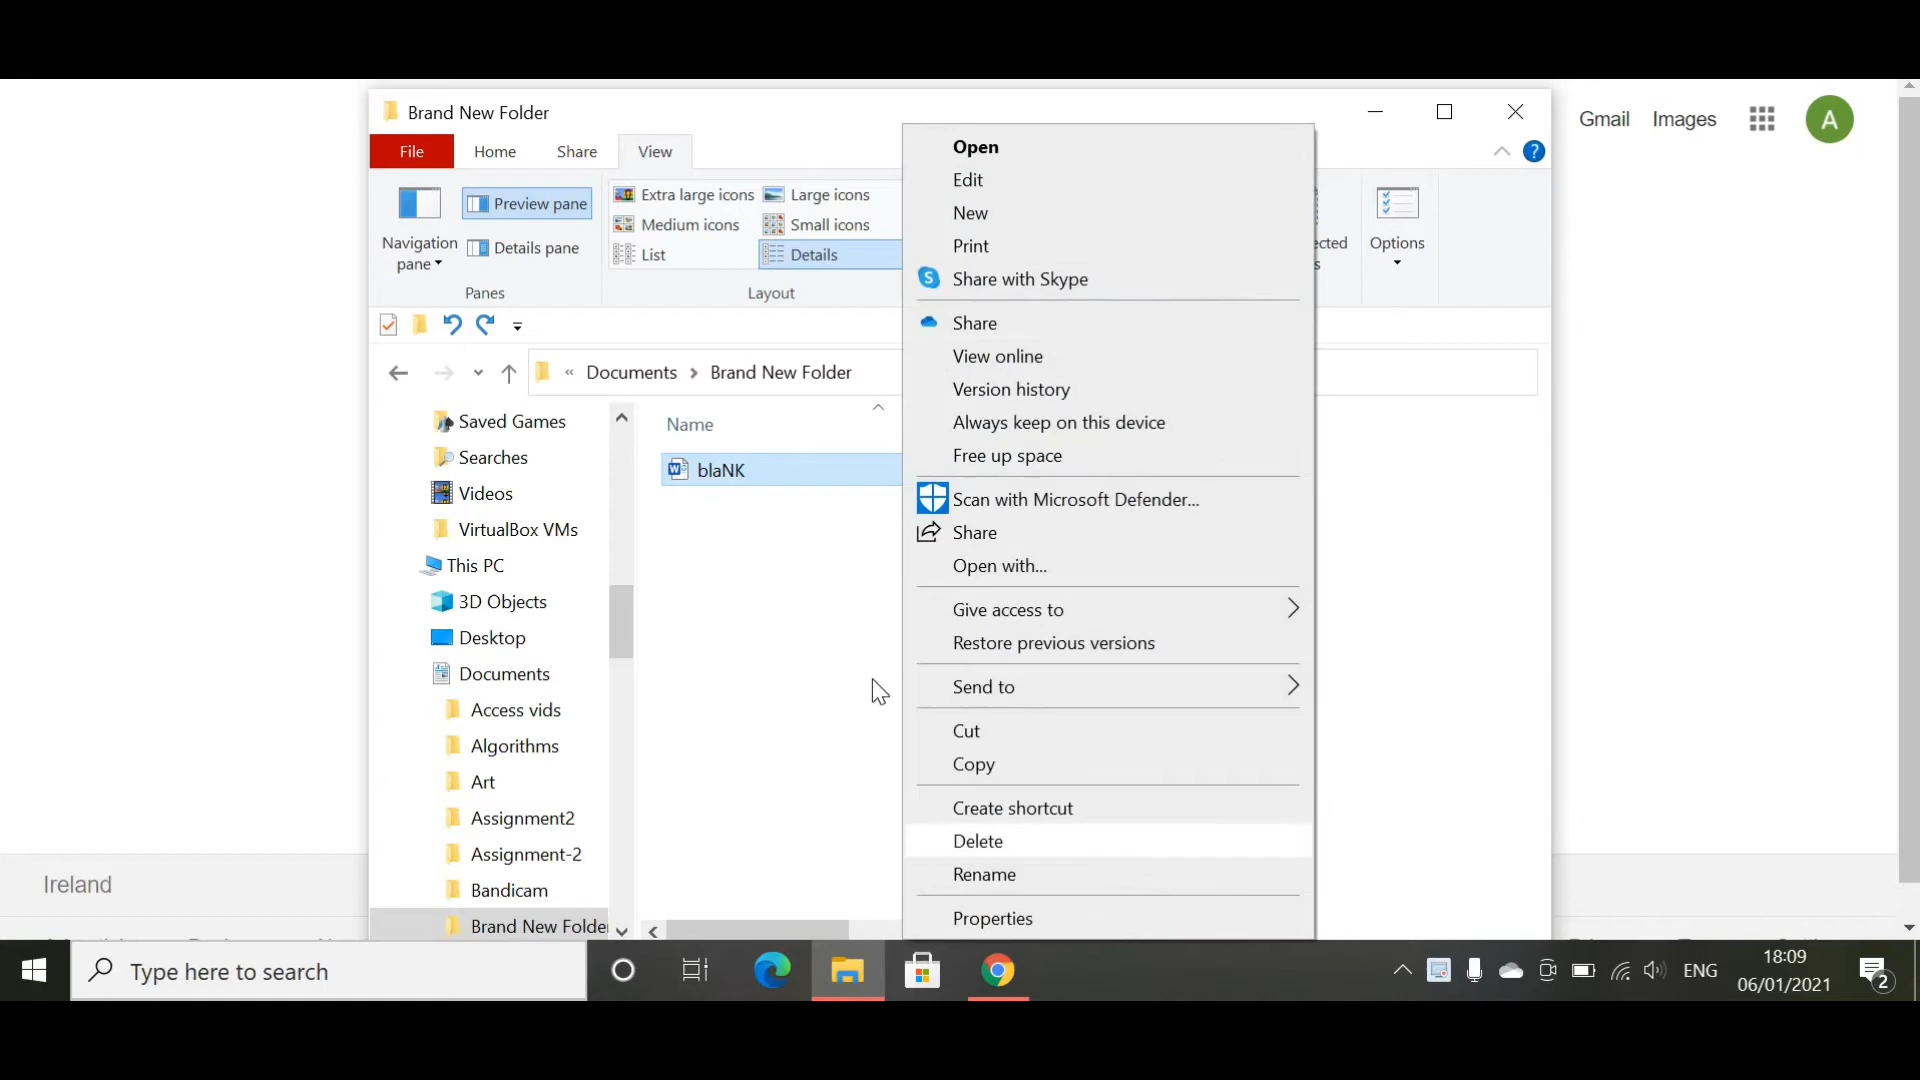 Brand New Folder
Gmail Images A
File Home Share View
?
Navigation
pane
Preview pane
Details pane
Panes
Extra large icons Large icons
Medium icons Small icons
List Details
Layout
ected
s
Options
« Documents > Brand New Folder
Saved Games
Searches
Videos
VirtualBox VMs
This PC
3D Objects
Desktop
Documents
Access vids
Algorithms
Art
Assignment2
Assignment-2
Bandicam
Brand New Folder
Name
blaNK
Open
Edit
New
Print
Share with Skype
Share
View online
Version history
Always keep on this device
Free up space
Scan with Microsoft Defender...
Share
Open with...
Give access to
Restore previous versions
Send to
Cut
Copy
Create shortcut
Delete
Rename
Properties
Ireland
Type here to search
ENG
18:09
06/01/2021
2